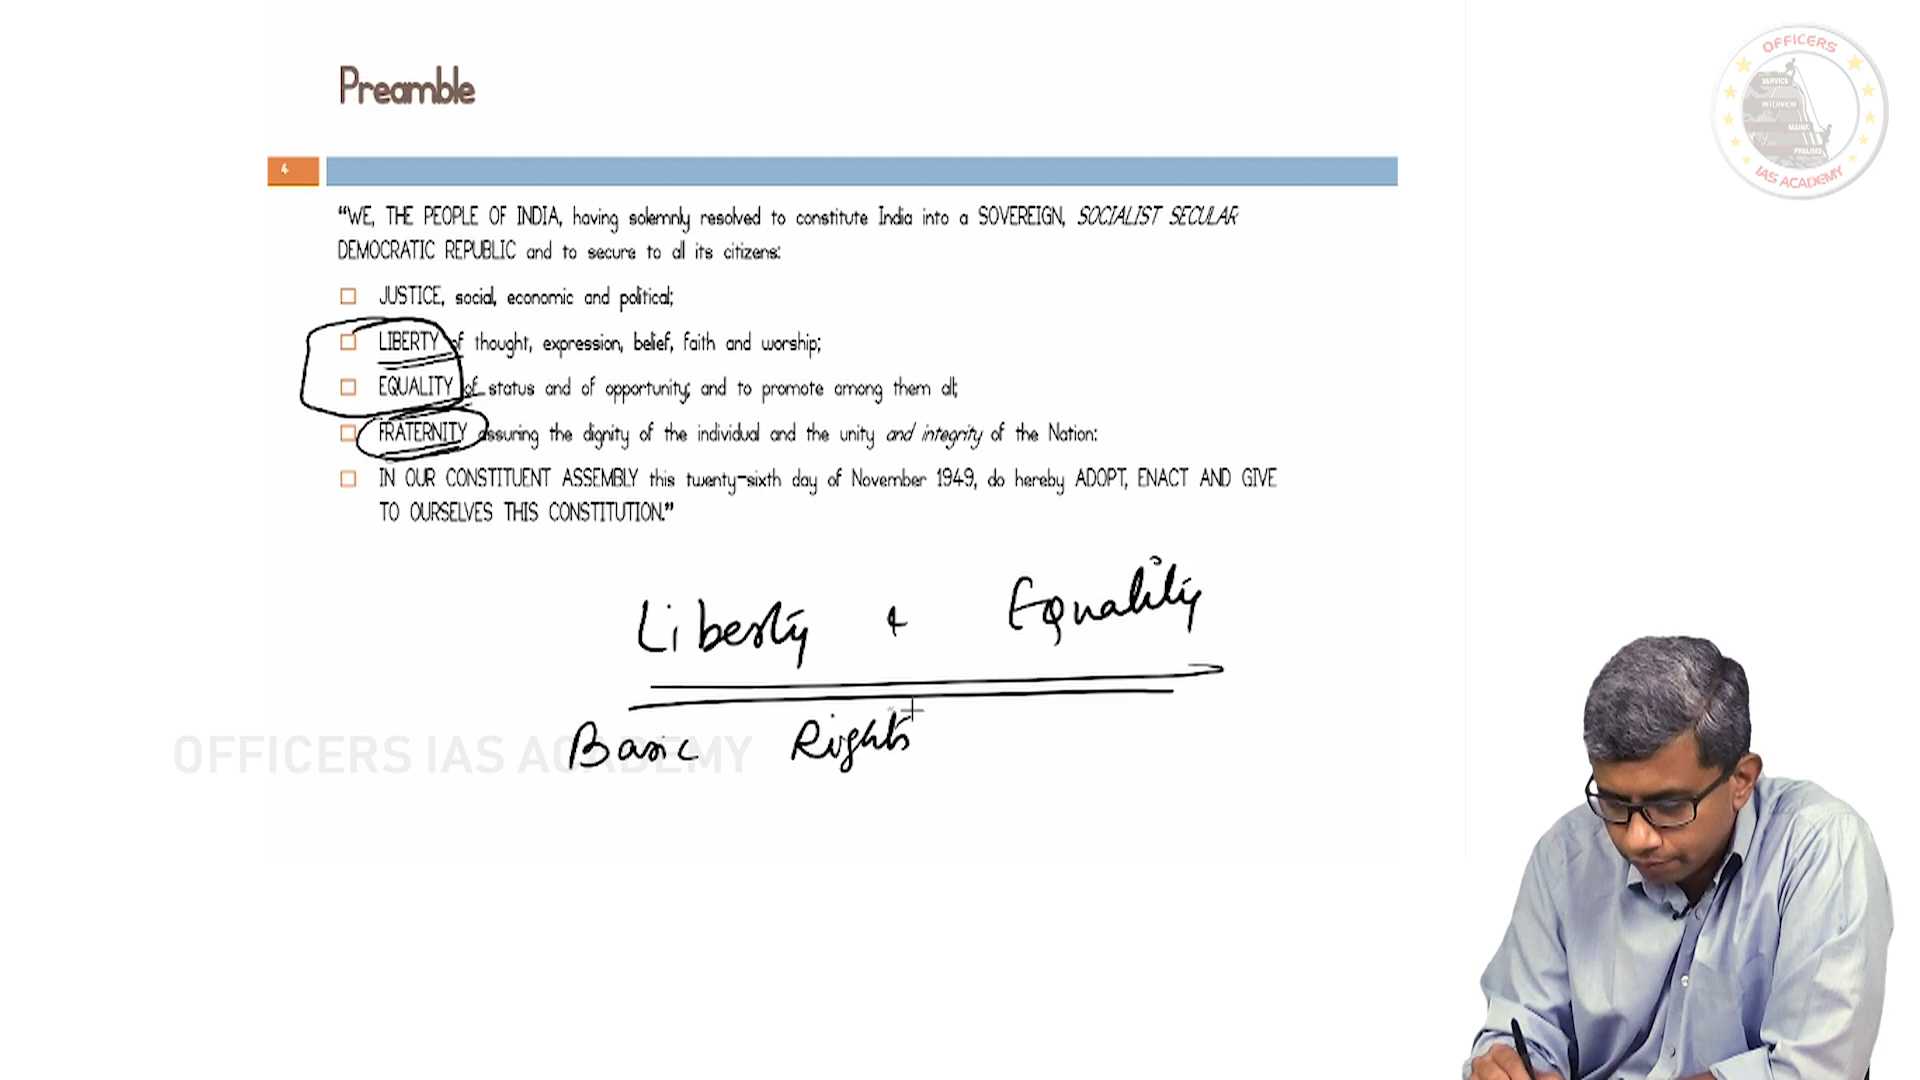 Preamble
OFFICERS
SERVICE
INTERVIEW
MAINS
PRELIMS
IAS ACADEMY
4
“WE, THE PEOPLE OF INDIA, having solemnly resolved to constitute India into a SOVEREIGN, SOCIALIST SECULAR
DEMOCRATIC REPUBLIC and to secure to all its citizens:
JUSTICE, social, economic and political;
LIBERTY of thought, expression, belief, faith and worship;
EQUALITY of status and of opportunity; and to promote among them all;
FRATERNITY assuring the dignity of the individual and the unity and integrity of the Nation:
IN OUR CONSTITUENT ASSEMBLY this twenty-sixth day of November 1949, do hereby ADOPT, ENACT AND GIVE
TO OURSELVES THIS CONSTITUTION.”
Liberty & Equality
Basic Rights
OFFICERS IAS ACADEMY